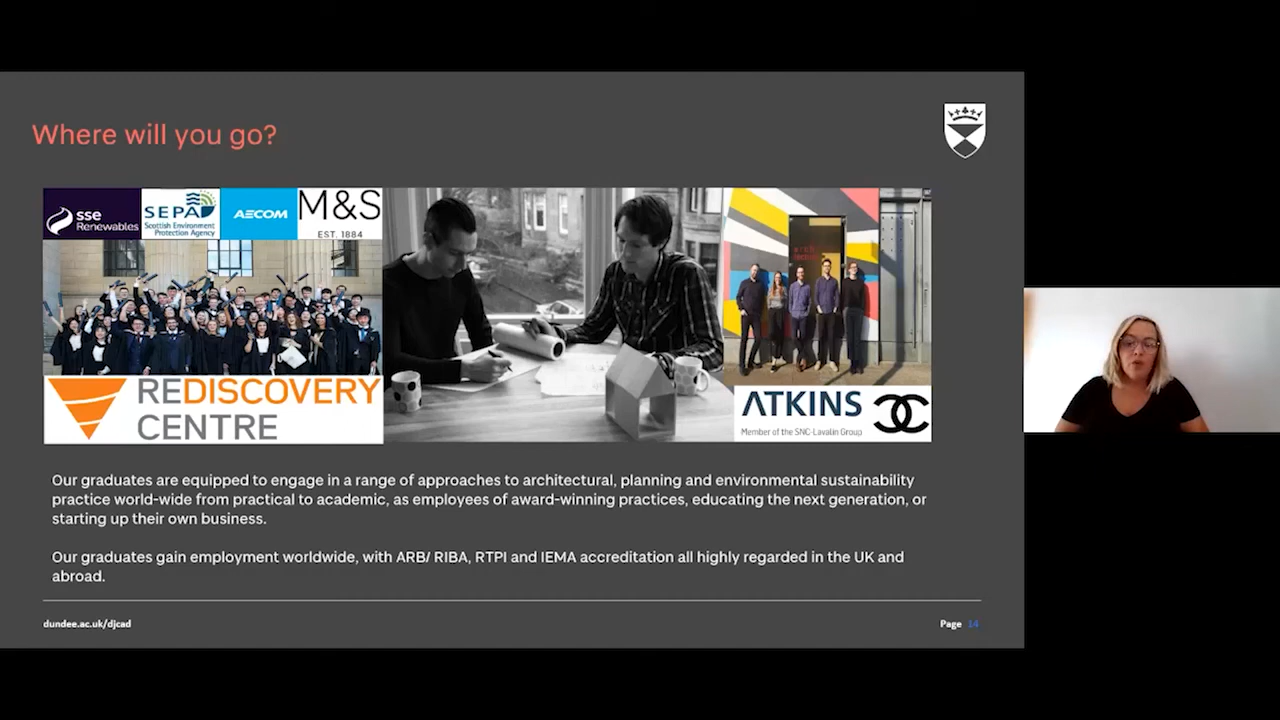 Where will you go?
sse
Renewables
SEPA
Scottish Environment
Protection Agency
AECOM
M&S
EST. 1884
REDISCOVERY
CENTRE
ATKINS
Member of the SNC-Lavalin Group
Our graduates are equipped to engage in a range of approaches to architectural, planning and environmental sustainability
practice world-wide from practical to academic, as employees of award-winning practices, educating the next generation, or
starting up their own business.
Our graduates gain employment worldwide, with ARB/ RIBA, RTPI and IEMA accreditation all highly regarded in the UK and
abroad.
dundee.ac.uk/djcad
Page 14